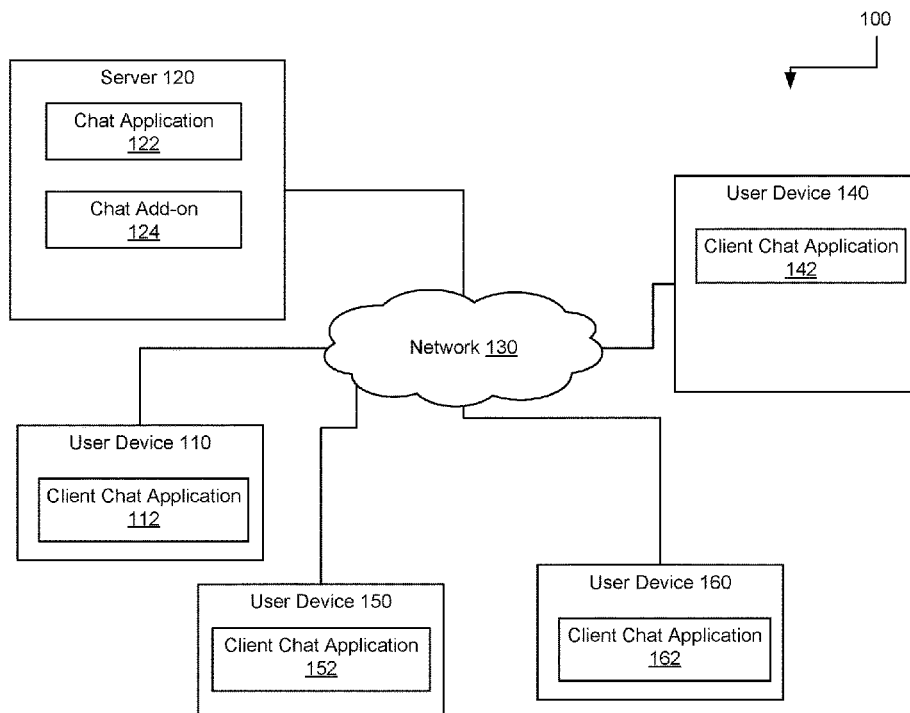 100
Server 120
Chat Application
122
Chat Add-on
124
User Device 140
Client Chat Application
142
Network 130
User Device 110
Client Chat Application
112
User Device 150
Client Chat Application
152
User Device 160
Client Chat Application
162